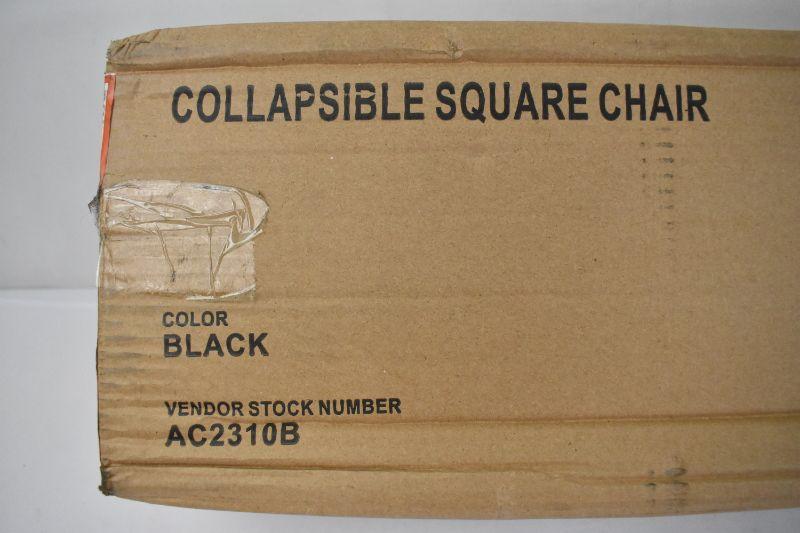 COLLAPSIBLE SQUARE CHAIR
COLOR
BLACK
VENDOR STOCK NUMBER
AC2310B